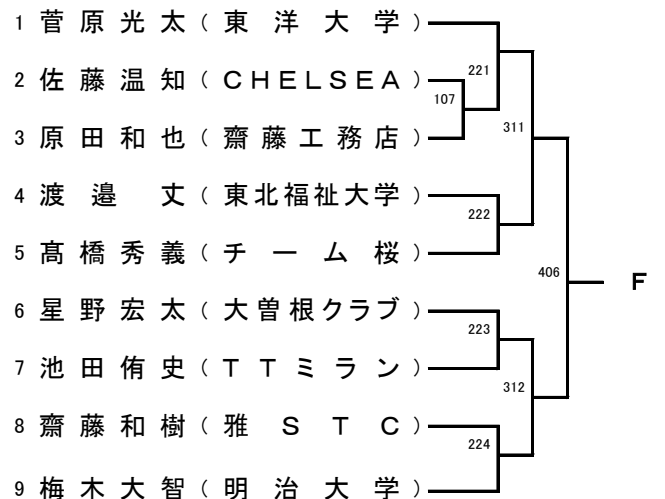 1 菅原光太(東洋大学)
221
2 佐藤温知(CHELSEA)
107
311
3 原田和也(齋藤工務店)
4 渡邉丈(東北福祉大学)
222
5 髙橋秀義(チーム桜)
406
F
6 星野宏太(大曽根クラブ)
223
7 池田侑史(TTミラン)
312
8 齋藤和樹(雅STC)
224
9 梅木大智(明治大学)